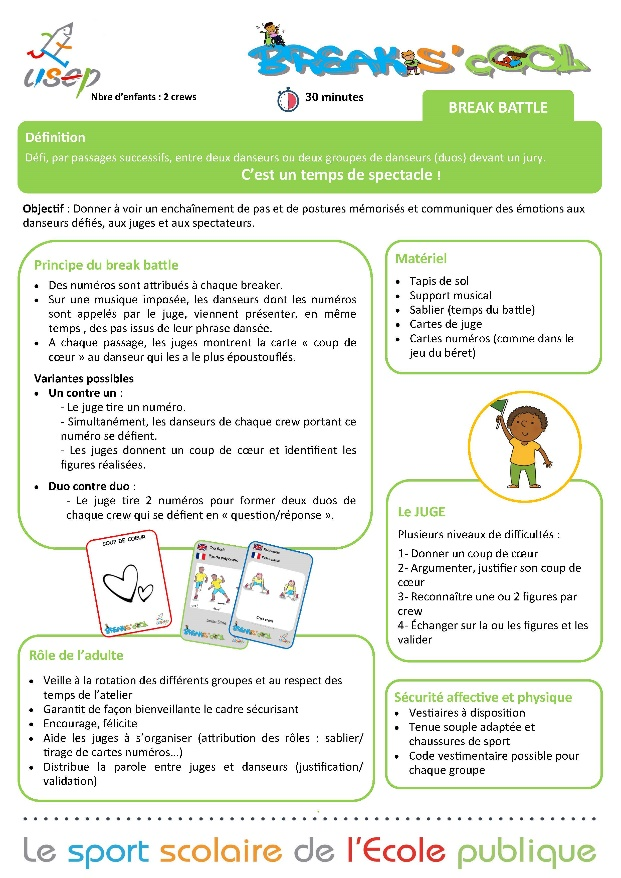 usep
BREAK'S'COOL
Nbre d'enfants : 2 crews
30 minutes
BREAK BATTLE
Définition
Défi, par passages successifs, entre deux danseurs ou deux groupes de danseurs (duos) devant un jury.
C'est un temps de spectacle !
Objectif : Donner à voir un enchaînement de pas et de postures mémorisés et communiquer des émotions aux
danseurs défiés, aux juges et aux spectateurs.
Principe du break battle
• Des numéros sont attribués à chaque breaker.
• Sur une musique imposée, les danseurs dont les numéros
sont appelés par le juge, viennent présenter, en même
temps , des pas issus de leur phrase dansée.
• A chaque passage, les juges montrent la carte « coup de
cœur » au danseur qui les a le plus époustouflés.
Variantes possibles
• Un contre un :
- Le juge tire un numéro.
- Simultanément, les danseurs de chaque crew portant ce
numéro se défient.
- Les juges donnent un coup de cœur et identifient les
figures réalisées.
• Duo contre duo :
- Le juge tire 2 numéros pour former deux duos de
chaque crew qui se défient en « question/réponse ».
Matériel
• Tapis de sol
• Support musical
• Sablier (temps du battle)
• Cartes de juge
• Cartes numéros (comme dans le
jeu du béret)
Le JUGE
Plusieurs niveaux de difficultés :
1- Donner un coup de cœur
2- Argumenter, justifier son coup de
cœur
3- Reconnaître une ou 2 figures par
crew
4- Échanger sur la ou les figures et les
valider
COUP DE COEUR
Rôle de l'adulte
• Veille à la rotation des différents groupes et au respect des
temps de l'atelier
• Garantit de façon bienveillante le cadre sécurisant
• Encourage, félicite
• Aide les juges à s'organiser (attribution des rôles : sablier/
tirage de cartes numéros...)
• Distribue la parole entre juges et danseurs (justification/
validation)
Sécurité affective et physique
• Vestiaires à disposition
• Tenue souple adaptée et
chaussures de sport
• Code vestimentaire possible pour
chaque groupe
Le sport scolaire de l'Ecole publique